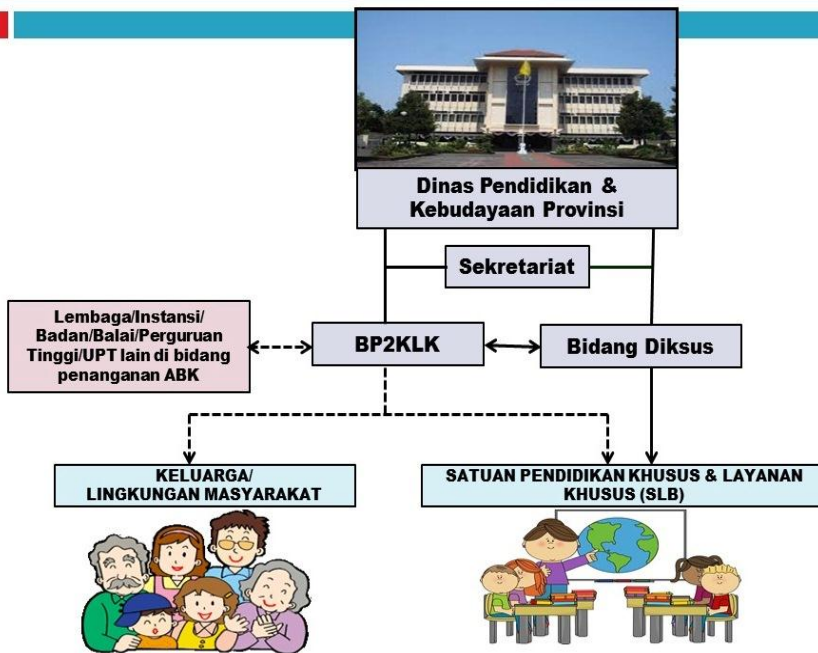 Dinas Pendidikan &
Kebudayaan Provinsi
Sekretariat
Lembaga/Instansi/
Badan/Balai/Perguruan
Tinggi/UPT lain di bidang
penanganan ABK
BP2KLK
Bidang Diksus
KELUARGA/
LINGKUNGAN MASYARAKAT
SATUAN PENDIDIKAN KHUSUS & LAYANAN
KHUSUS (SLB)